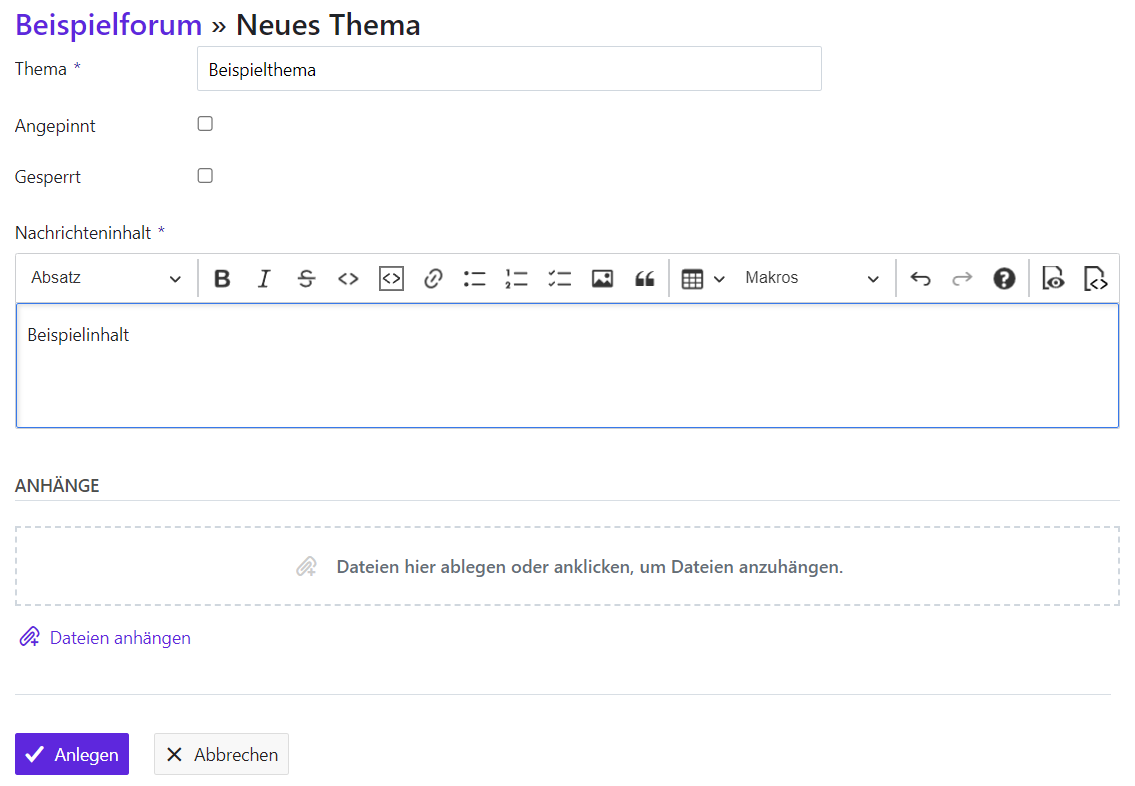 Beispielforum » Neues Thema
Thema *
Beispielthema
Angepinnt
Gesperrt
Nachrichteninhalt *
Absatz B I S Makros
Beispielinhalt
ANHÄNGE
Dateien hier ablegen oder anklicken, um Dateien anzuhängen.
Dateien anhängen
Anlegen Abbrechen